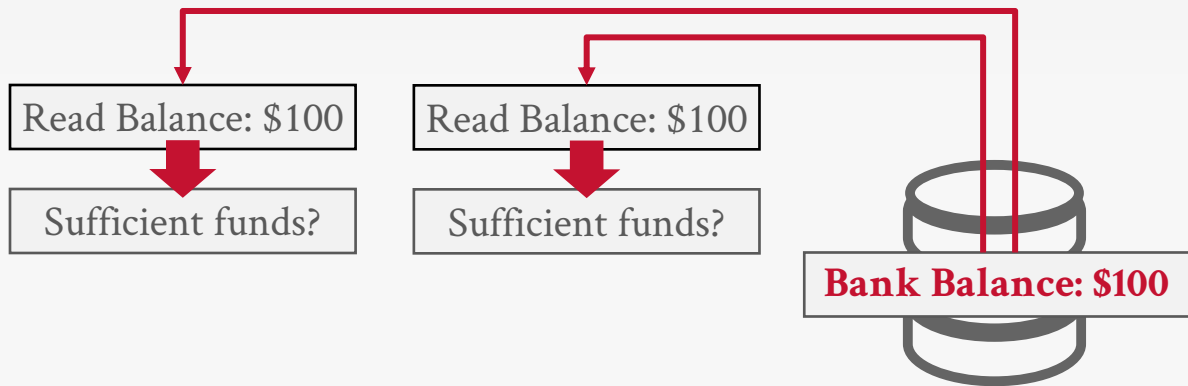 Read Balance: $100
Read Balance: $100
Sufficient funds?
Sufficient funds?
Bank Balance: $100